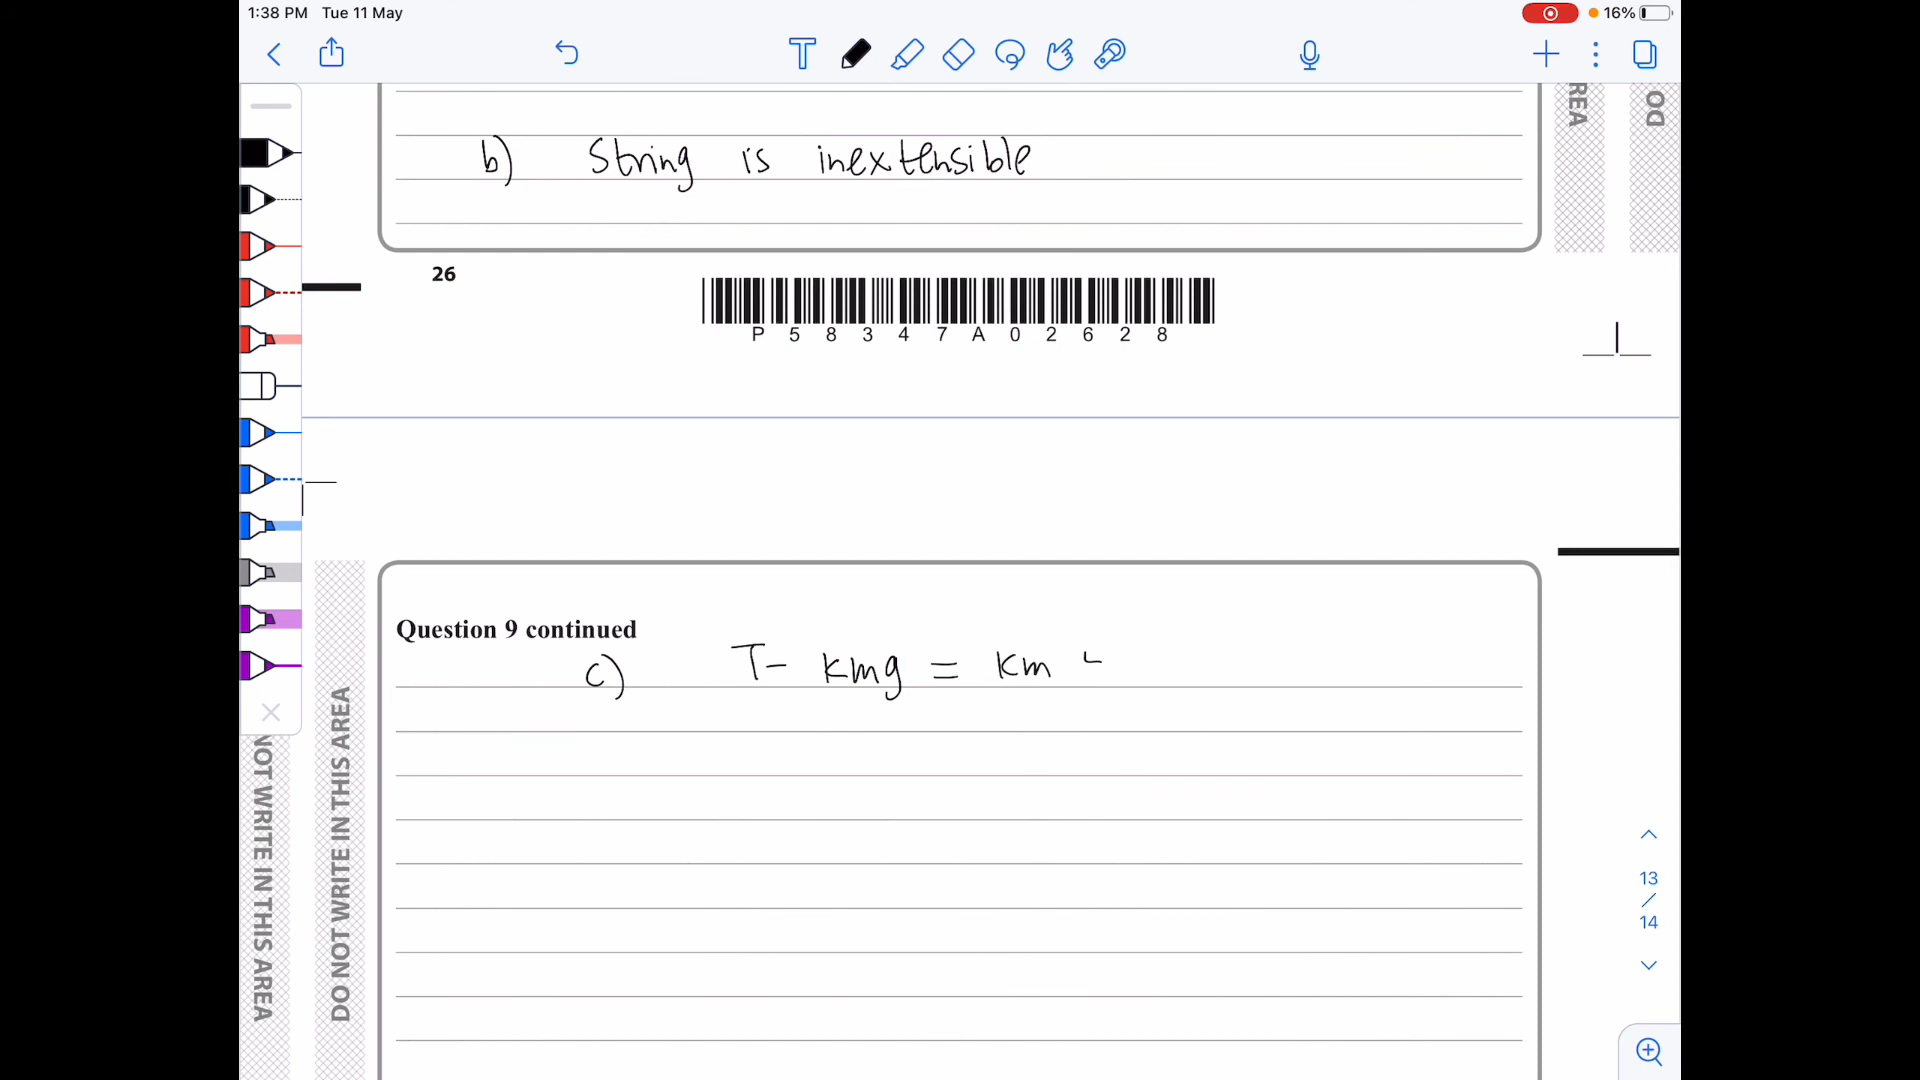 1:38 PM Tue 11 May
16%
REA
DO
b) String is inextensible
26
P 5 8 3 4 7 A 0 2 6 2 8
Question 9 continued
c) T- kmg = km
NOT WRITE IN THIS AREA
DO NOT WRITE IN THIS AREA
13
/
14